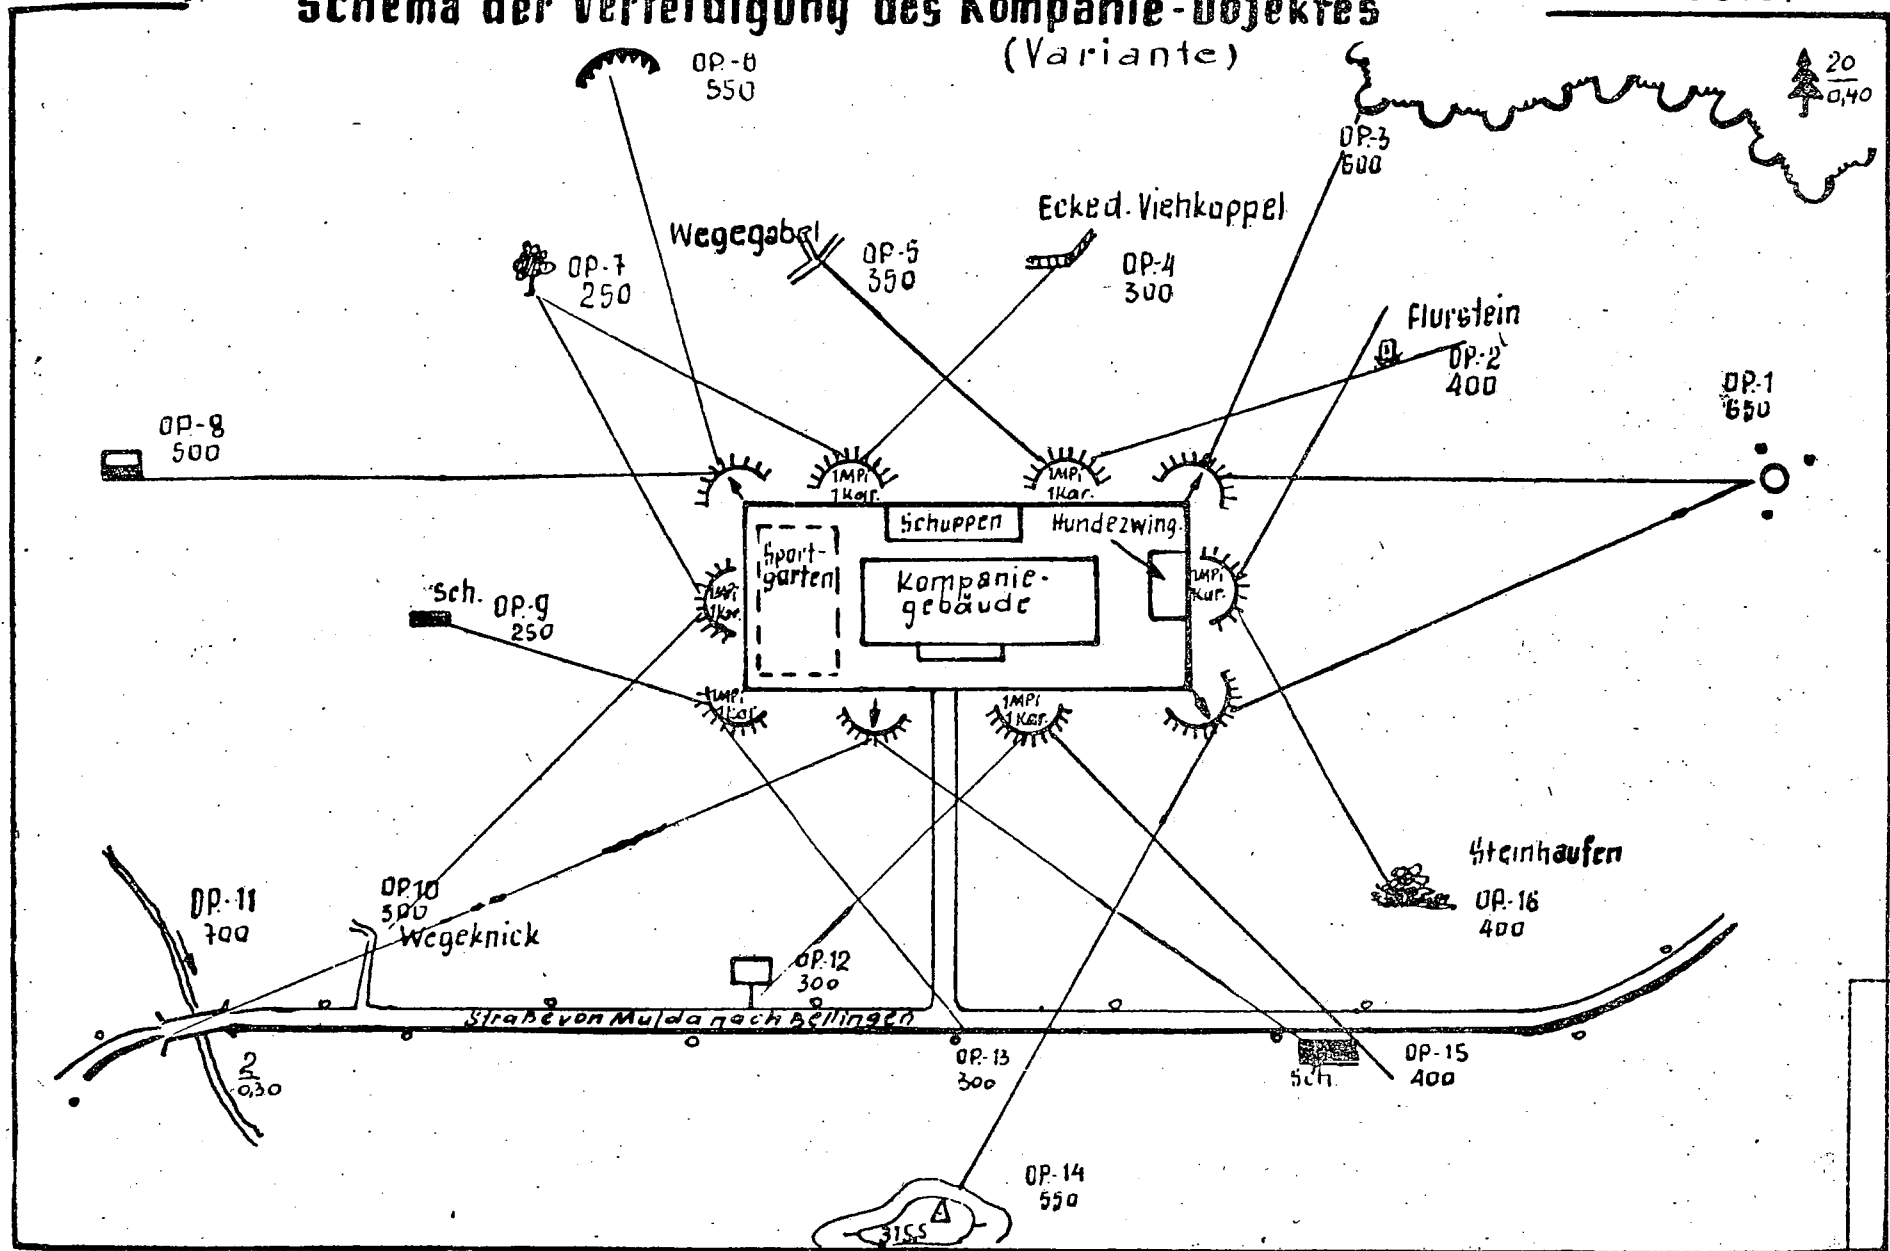 Schema der Verteidigung des Kompanie-Objektes
(Variante)
20
0,40
OP.-6
550
OP.-3
600
Ecke d. Viehkoppel
Wegegabel
OP.-5
350
OP.-4
300
OP.-7
250
Flurstein
OP.-2
400
OP.-1
650
OP.-8
500
1MPi
1Kar.
1MPi
1Kar.
Schuppen
Hundezwing.
Sport-
garten
Kompanie-
gebäude
1MPi
1Kar.
1MPi
Kar.
Sch.
OP.-9
250
1MPi
1Kar.
1MPi
1Kar.
Steinhaufen
OP.-16
400
OP.-11
700
OP.10
300
Wegeknick
OP.-12
300
Straße von Mulda nach Bellingen
2
0,30
OP.-13
300
Sch.
OP.-15
400
OP.-14
550
315.5